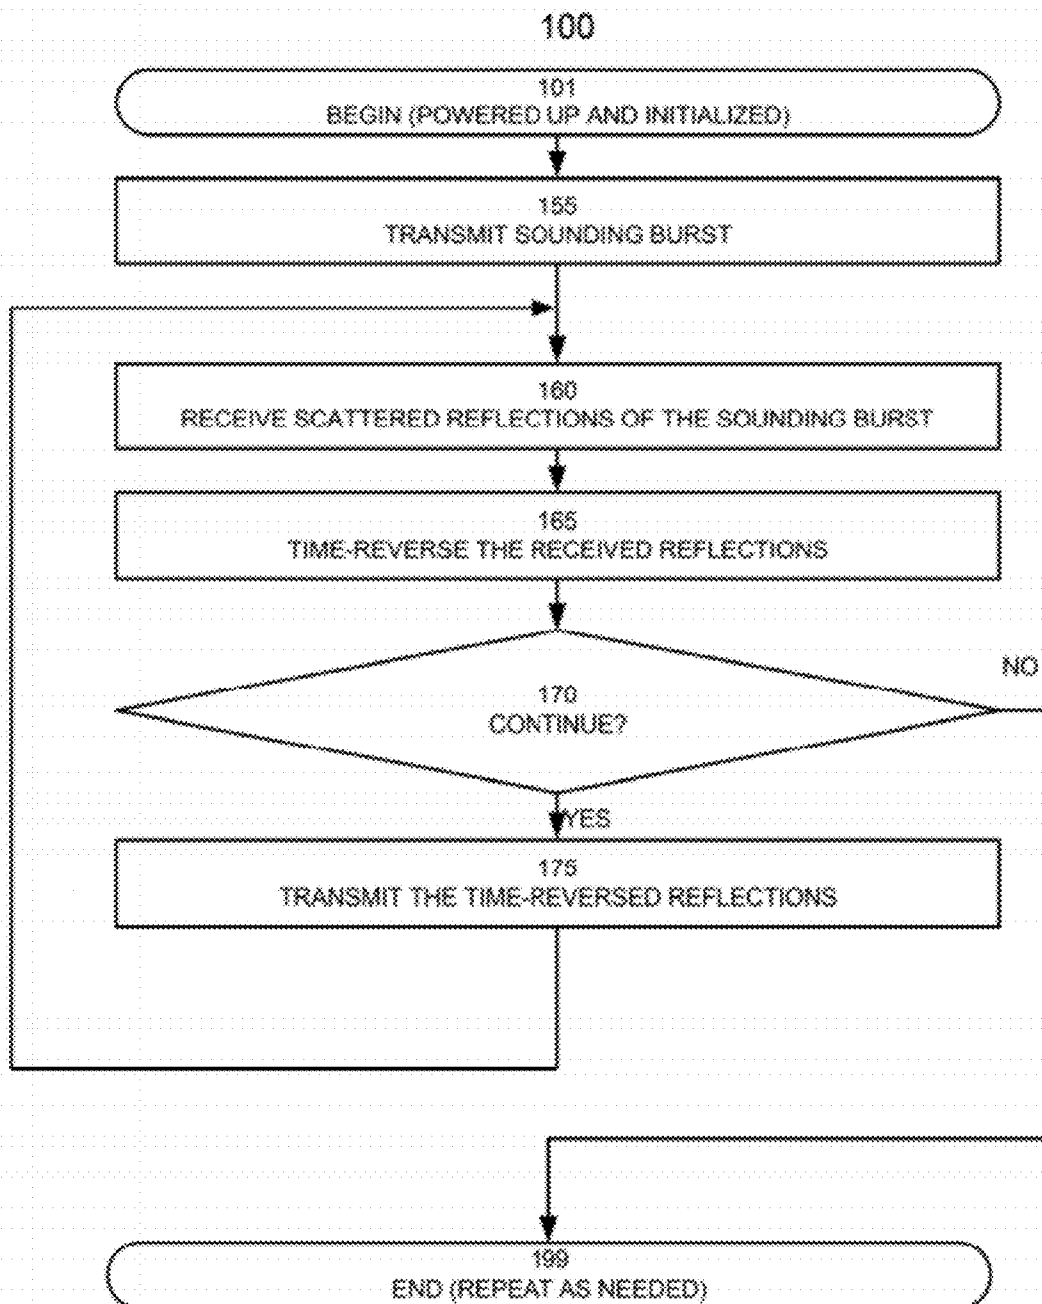 100
101
BEGIN (POWERED UP AND INITIALIZED)
155
TRANSMIT SOUNDING BURST
160
RECEIVE SCATTERED REFLECTIONS OF THE SOUNDING BURST
165
TIME-REVERSE THE RECEIVED REFLECTIONS
NO
170
CONTINUE?
YES
175
TRANSMIT THE TIME-REVERSED REFLECTIONS
199
END (REPEAT AS NEEDED)